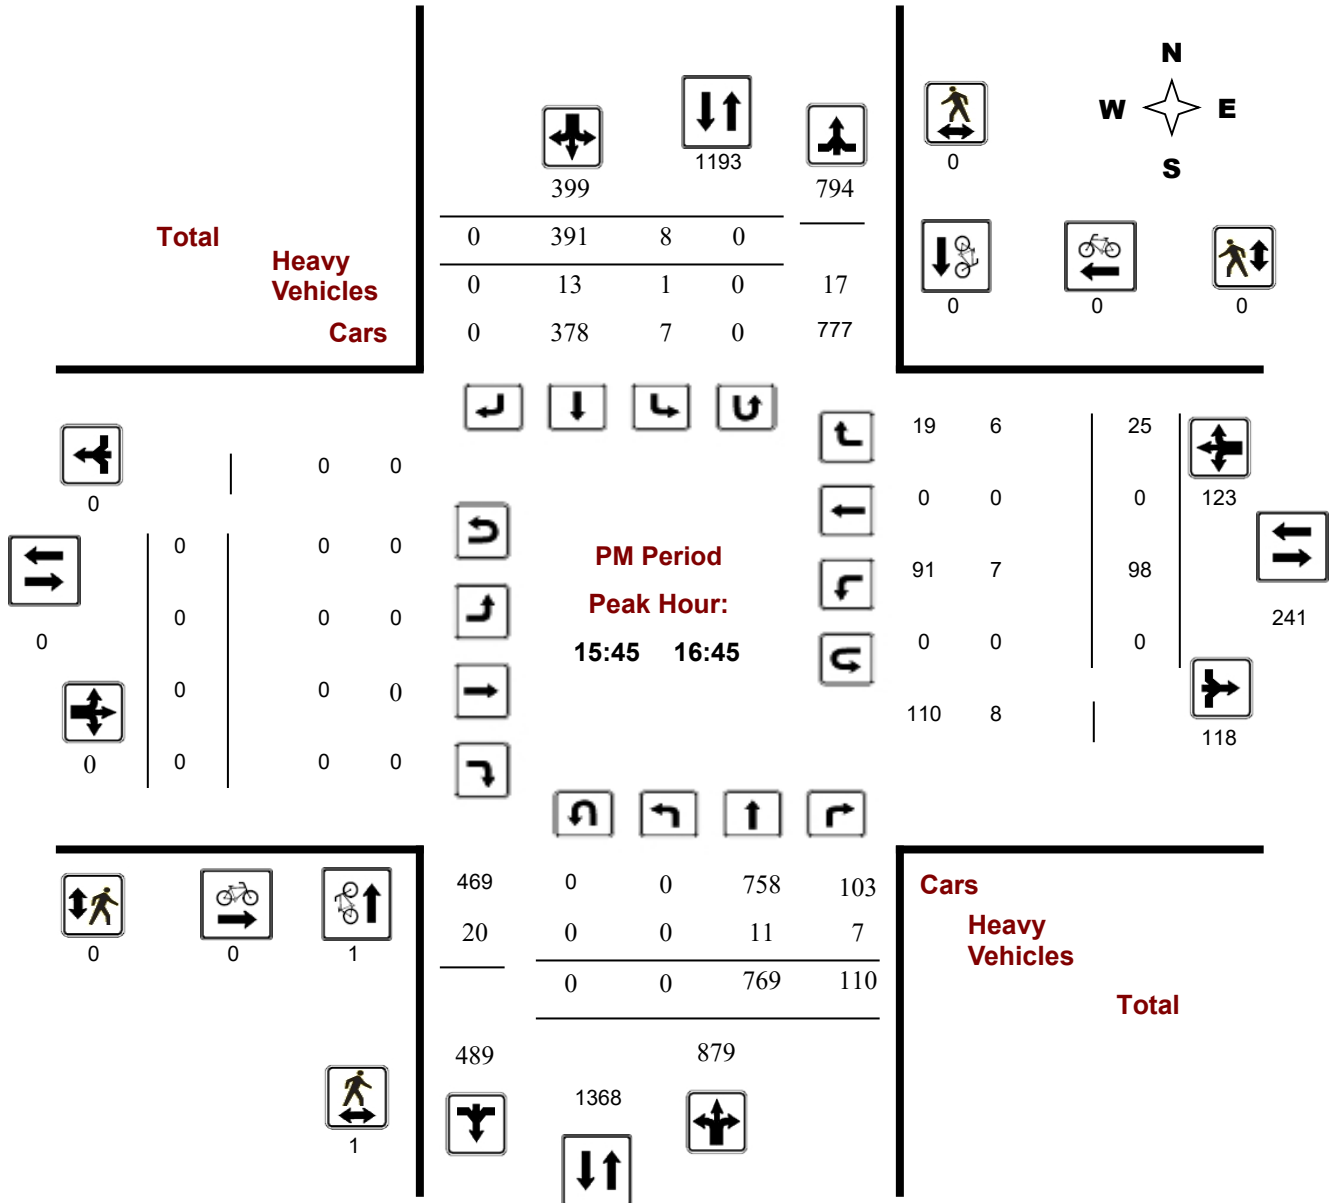 N
W E
S
0
1193
399 794
Total 0 391 8 0
Heavy
Vehicles 0 13 1 0 17
Cars 0 378 7 0 777
0 0 0
19 6 25
0 0
0 0 0 0 123
0 0 0 PM Period 91 7 98
0 0 0 Peak Hour: 241
0 15:45 16:45 0 0 0
0 0 0
110 8 118
0 0 0 0
469 0 0 758 103 Cars
20 0 0 11 7 Heavy
Vehicles
0 0 1
0 0 769 110
Total
489 879
1368
1